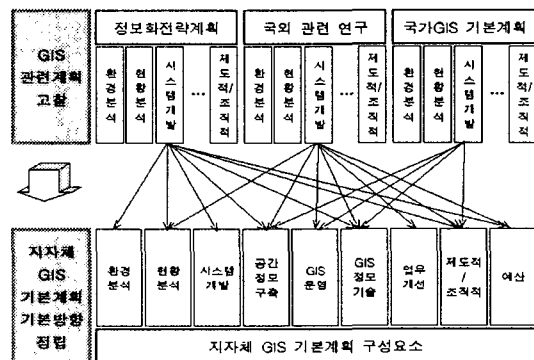 정보화전략계획
국외 관련 연구
국가GIS 기본계획
GIS
관련계획
고찰
환경분석
현황분석
시스템개발
...
제도적/조직적
환경분석
현황분석
시스템개발
...
제도적/조직적
환경분석
현황분석
시스템개발
...
제도적/조직적
지자체
GIS
기본계획
기본방향
정립
환경
분석
현황
분석
시스템
개발
공간
정보
구축
GIS
운영
GIS
정보
기술
업무
개선
제도적
/
조직적
예산
지자체 GIS 기본계획 구성요소